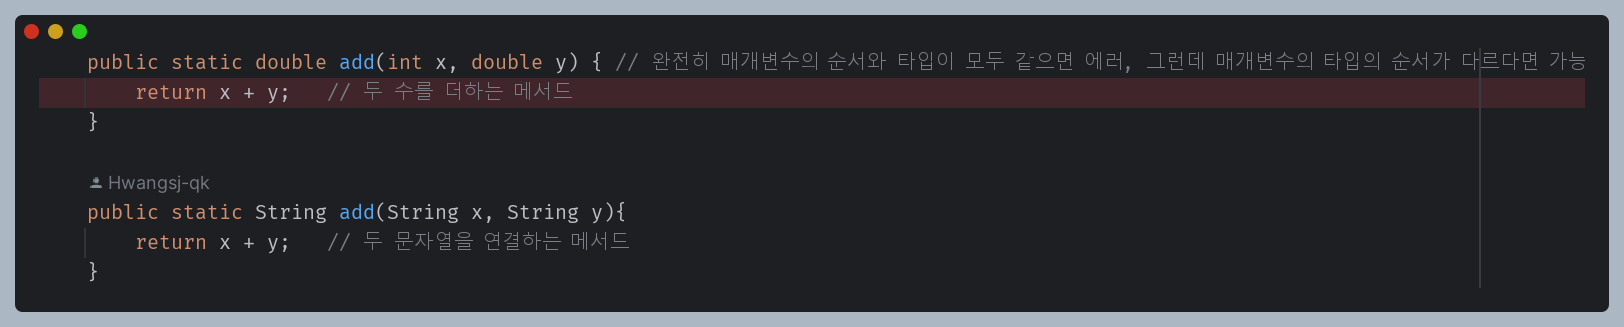 public static double add(int x, double y) { // 완전히 매개변수의 순서와 타입이 모두 같으면 에러, 그런데 매개변수의 타입의 순서가 다르다면 가능
return x + y;   // 두 수를 더하는 메서드
}
Hwangsj-qk
public static String add(String x, String y){
return x + y;   // 두 문자열을 연결하는 메서드
}